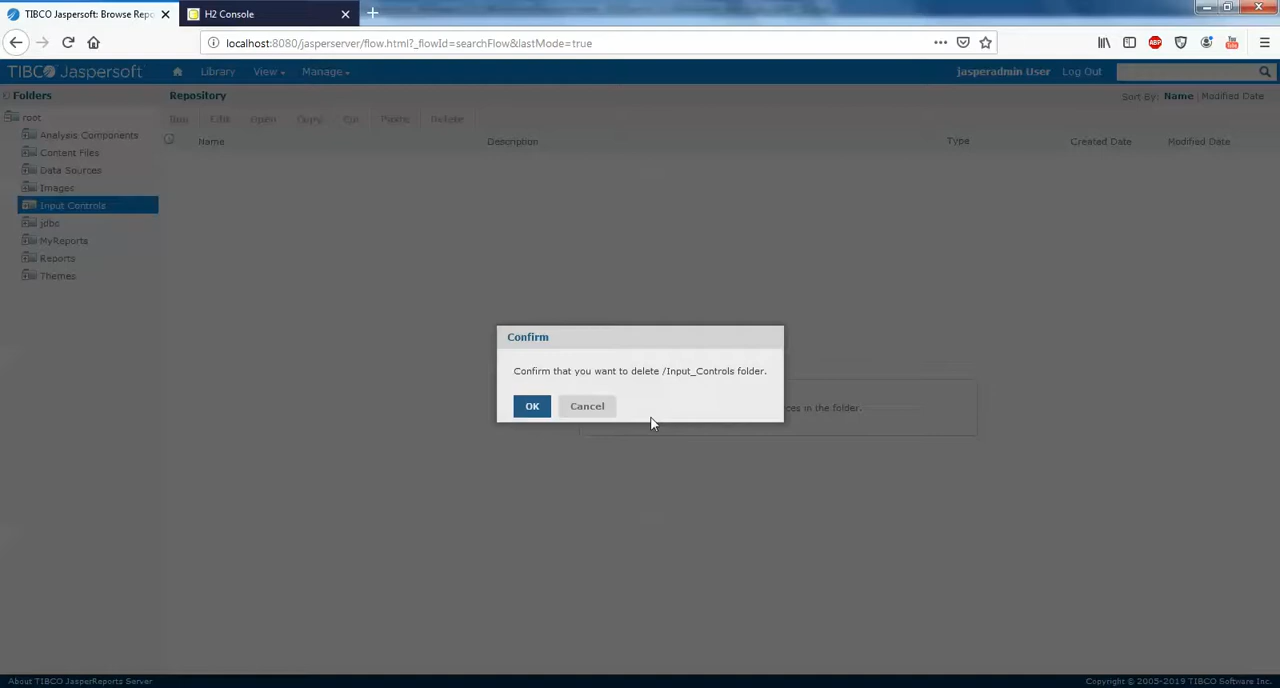 TIBCO Jaspersoft: Browse Repo
H2 Console
localhost:8080/jasperserver/flow.html?_flowId=searchFlow&lastMode=true
TIBCO Jaspersoft
Library
View
Manage
jasperadmin User
Log Out
Folders
Repository
Sort By:
Name
Modified Date
root
Run
Edit
Open
Copy
Cut
Paste
Delete
Analysis Components
Name
Description
Type
Created Date
Modified Date
Content Files
Data Sources
Images
Input Controls
jdbc
MyReports
Reports
Themes
Confirm
Confirm that you want to delete /Input_Controls folder.
OK
Cancel
in the folder.
About TIBCO JasperReports Server
Copyright © 2005-2019 TIBCO Software Inc.